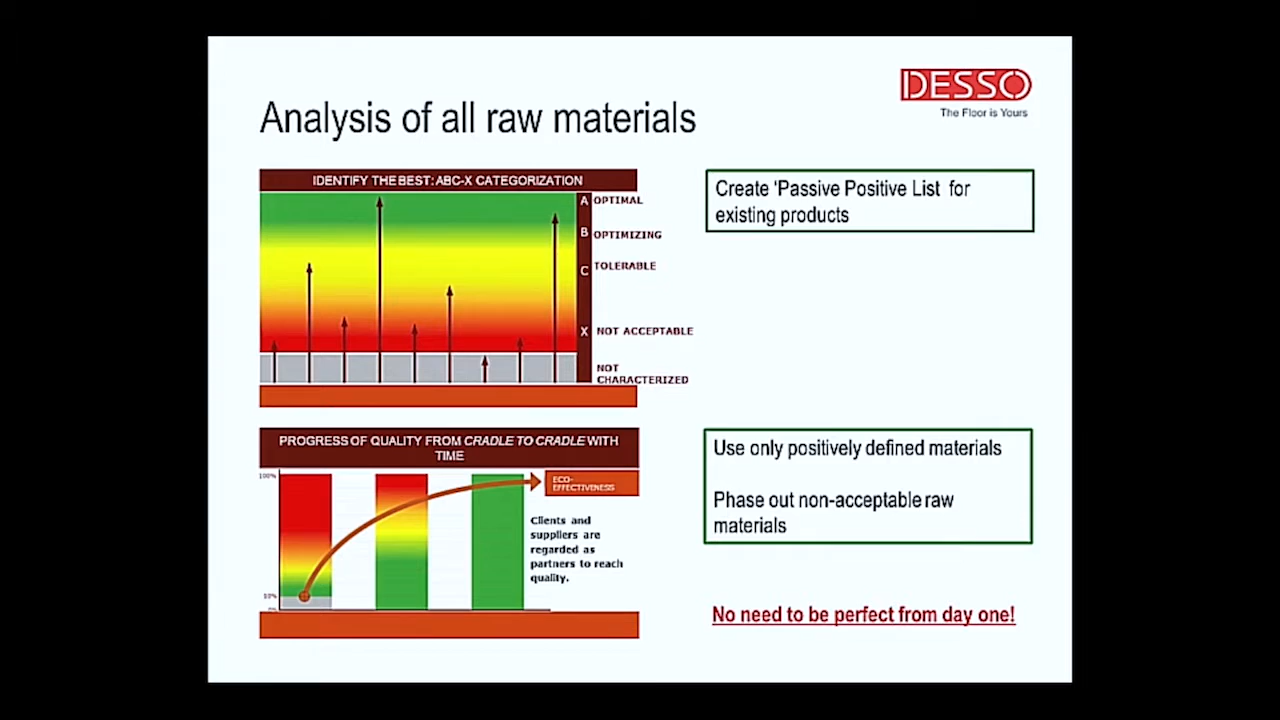 DESSO
The Floor is Yours
Analysis of all raw materials
IDENTIFY THE BEST: ABC-X CATEGORIZATION
A OPTIMAL
B OPTIMIZING
C TOLERABLE
X NOT ACCEPTABLE
NOT
CHARACTERIZED
Create 'Passive Positive List for
existing products
PROGRESS OF QUALITY FROM CRADLE TO CRADLE WITH
TIME
100%
ECO-
EFFECTIVENESS
Clients and
suppliers are
regarded as
partners to reach
quality.
Use only positively defined materials
Phase out non-acceptable raw
materials
No need to be perfect from day one!